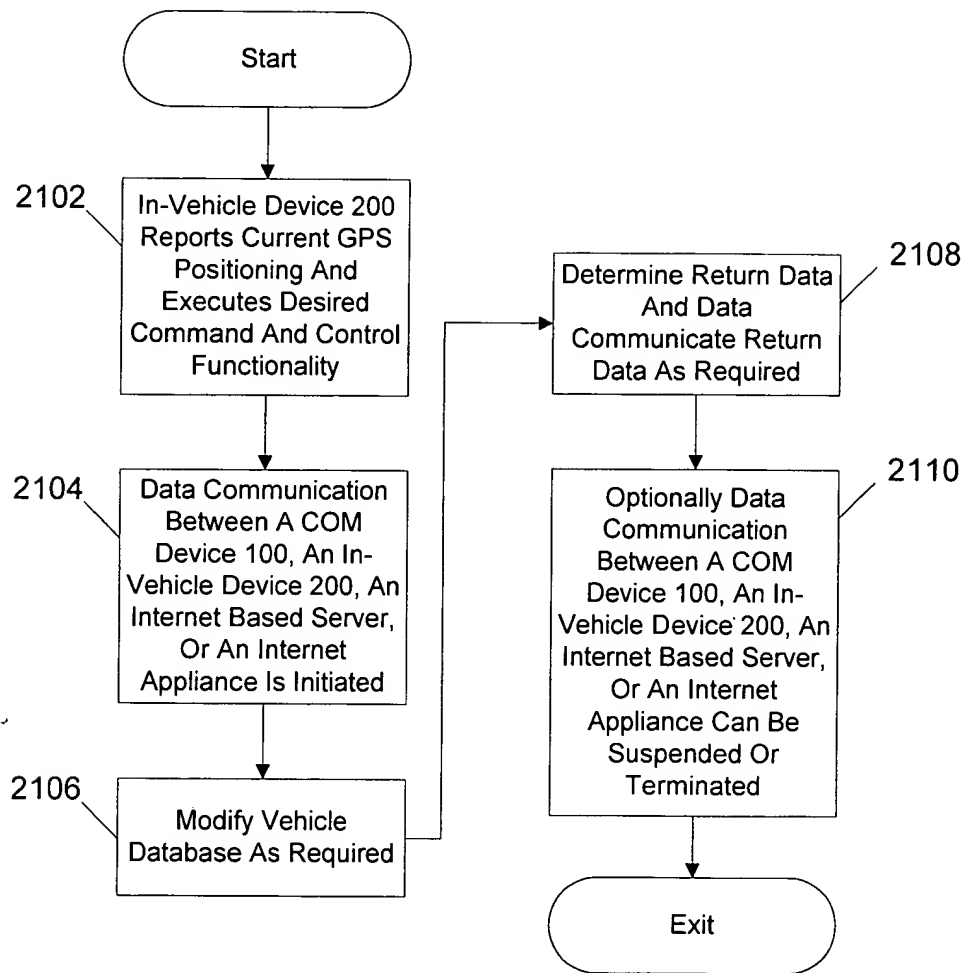 Start
2102
In-Vehicle Device 200
Reports Current GPS
Positioning And
Executes Desired
Command And Control
Functionality
2104
Data Communication
Between A COM
Device 100, An In-
Vehicle Device 200, An
Internet Based Server,
Or An Internet
Appliance Is Initiated
2106
Modify Vehicle
Database As Required
2108
Determine Return Data
And Data
Communicate Return
Data As Required
2110
Optionally Data
Communication
Between A COM
Device 100, An In-
Vehicle Device 200, An
Internet Based Server,
Or An Internet
Appliance Can Be
Suspended Or
Terminated
Exit